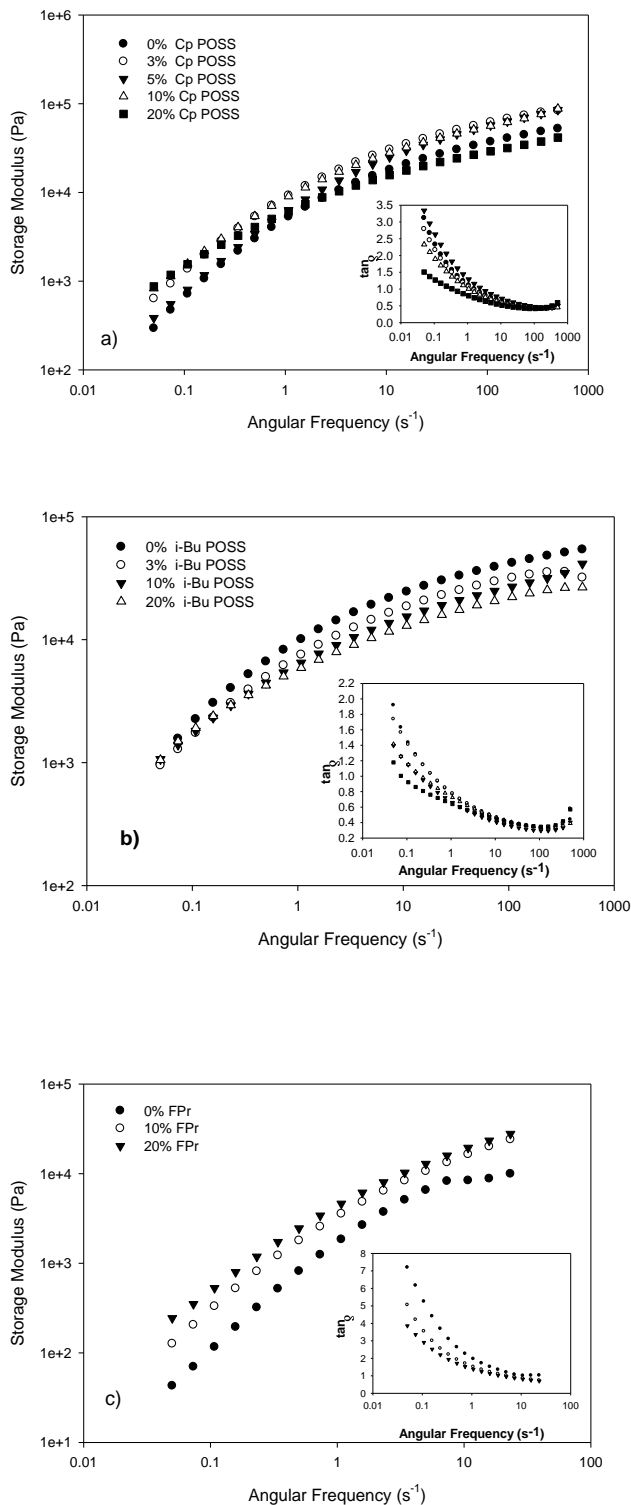 1e+6
1e+5
1e+4
1e+3
1e+2
Storage Modulus (Pa)
0% Cp POSS
3% Cp POSS
5% Cp POSS
10% Cp POSS
20% Cp POSS
a)
3.5
3.0
2.5
2.0
1.5
1.0
0.5
0.0
tanδ
0.01 0.1 1 10 100 1000
Angular Frequency (s-1)
0.01 0.1 1 10 100 1000
Angular Frequency (s-1)
1e+5
1e+4
1e+3
1e+2
Storage Modulus (Pa)
0% i-Bu POSS
3% i-Bu POSS
10% i-Bu POSS
20% i-Bu POSS
b)
2.2
2.0
1.8
1.6
1.4
1.2
1.0
0.8
0.6
0.4
0.2
tanδ
0.01 0.1 1 10 100 1000
Angular Frequency (s-1)
0.01 0.1 1 10 100 1000
Angular Frequency (s-1)
1e+5
1e+4
1e+3
1e+2
1e+1
Storage Modulus (Pa)
0% FPr
10% FPr
20% FPr
c)
8
7
6
5
4
3
2
1
0
tanδ
0.01 0.1 1 10 100
Angular Frequency (s-1)
0.01 0.1 1 10 100
Angular Frequency (s-1)